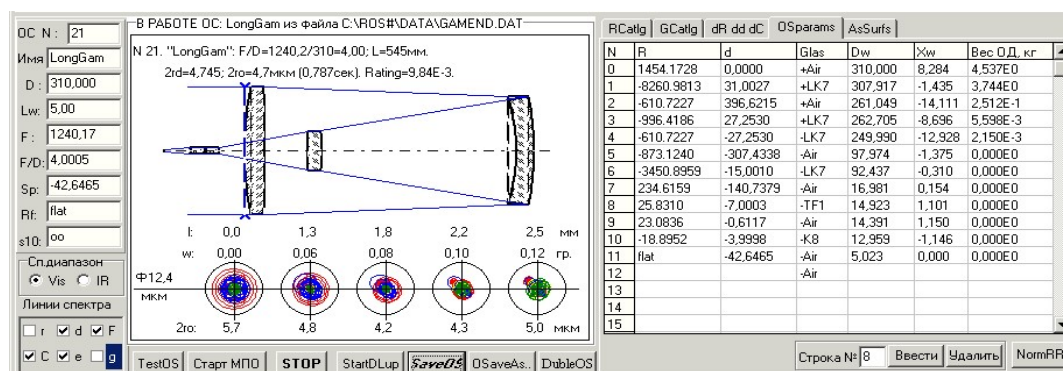 ОС N : 21
Имя LongGam
D : 310,000
Lw: 5,00
F : 1240,17
F/D: 4,0005
Sp: -42,6465
Rf: flat
s10: oo
Сп.диапазон
Vis IR
Линии спектра
r d F
C e g
В РАБОТЕ ОС: LongGam из файла C:\ROS#\DATA\GAMEND.DAT
N 21. "LongGam": F/D=1240,2/310=4,00; L=545мм.
2rd=4,745; 2ro=4,7мкм (0,787сек). Rating=9,84E-3.
l: 0,0 1,3 1,8 2,2 2,5 мм
w: 0,00 0,06 0,08 0,10 0,12 гр.
Ф12,4
мкм
2ro: 5,7 4,8 4,2 4,3 5,0 мкм
TestOS Старт МПО STOP StartDLup SaveOS OSaveAs.. DubleOS
RCatlg GCatlg dR dd dC OSparams AsSurfs
N R d Glas Dw Xw Вес ОД, кг
0 1454.1728 0,0000 +Air 310,000 8,284 4,537E0
1 -8260.9813 31,0027 +LK7 307,917 -1,435 3,744E0
2 -610.7227 396,6215 +Air 261,049 -14,111 2,512E-1
3 -996.4186 27,2530 +LK7 262,705 -8,696 5,598E-3
4 -610.7227 -27,2530 -LK7 249,990 -12,928 2,150E-3
5 -873.1240 -307,4338 -Air 97,974 -1,375 0,000E0
6 -3450.8959 -15,0010 -LK7 92,437 -0,310 0,000E0
7 234.6159 -140,7379 -Air 16,981 0,154 0,000E0
8 25.8310 -7,0003 -TF1 14,923 1,101 0,000E0
9 23.0836 -0,6117 -Air 14,391 1,150 0,000E0
10 -18.8952 -3,9998 -K8 12,959 -1,146 0,000E0
11 flat -42,6465 -Air 5,023 0,000 0,000E0
12 -Air
13
14
15
Строка № 8 Ввести Удалить NormRR